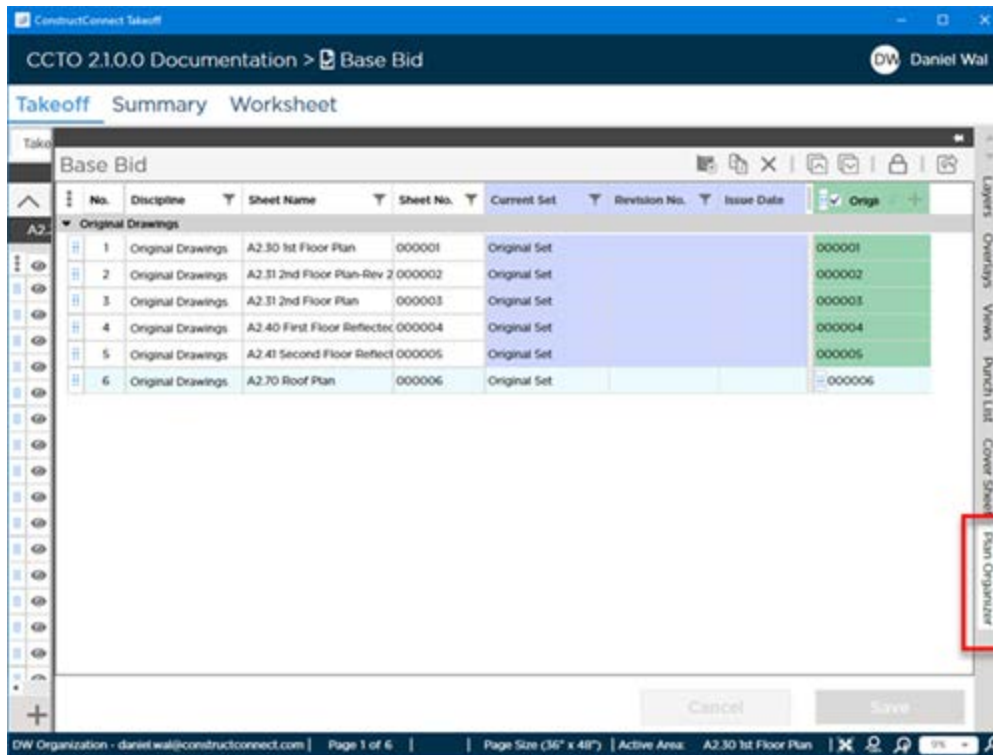 ConstructConnect Takeoff
CCTO 2.1.0.0 Documentation > Base Bid
DW Daniel Wal
Takeoff Summary Worksheet
Tako
Base Bid
No. Discipline Sheet Name Sheet No. Current Set Revision No. Issue Date Origi
A2.
Original Drawings
1 Original Drawings A2.30 1st Floor Plan 000001 Original Set 000001
2 Original Drawings A2.31 2nd Floor Plan-Rev 2 000002 Original Set 000002
3 Original Drawings A2.31 2nd Floor Plan 000003 Original Set 000003
4 Original Drawings A2.40 First Floor Reflected 000004 Original Set 000004
5 Original Drawings A2.41 Second Floor Reflect 000005 Original Set 000005
6 Original Drawings A2.70 Roof Plan 000006 Original Set 000006
Layers
Overlays
Views
Punch List
Cover Sheet
Plan Organizer
Cancel Save
DW Organization - daniel.wal@constructconnect.com | Page 1 of 6 | | Page Size (36" x 48") | Active Area: A2.30 1st Floor Plan | 9%